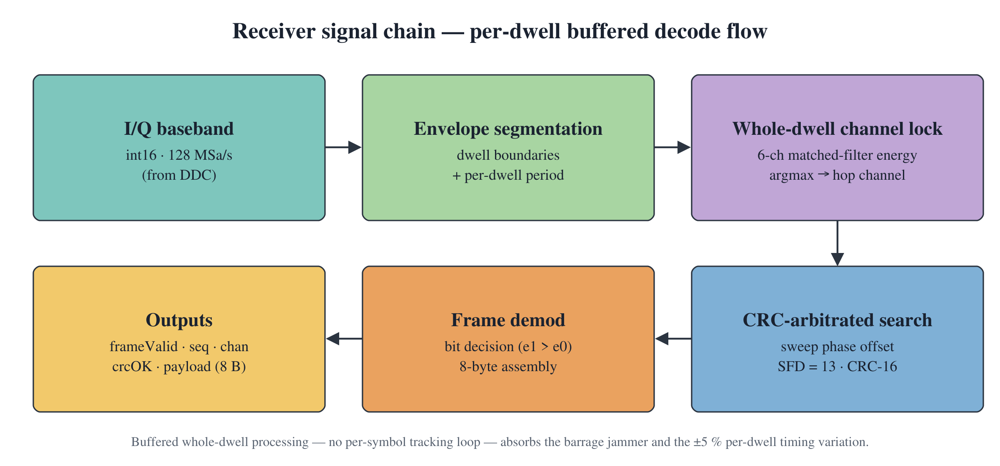 Receiver signal chain — per-dwell buffered decode flow
I/Q baseband
int16 · 128 MSa/s
(from DDC)
Envelope segmentation
dwell boundaries
+ per-dwell period
Whole-dwell channel lock
6-ch matched-filter energy
argmax → hop channel
CRC-arbitrated search
sweep phase offset
SFD = 13 · CRC-16
Frame demod
bit decision (e1 > e0)
8-byte assembly
Outputs
frameValid · seq · chan
crcOK · payload (8 B)
Buffered whole-dwell processing — no per-symbol tracking loop — absorbs the barrage jammer and the ±5 % per-dwell timing variation.